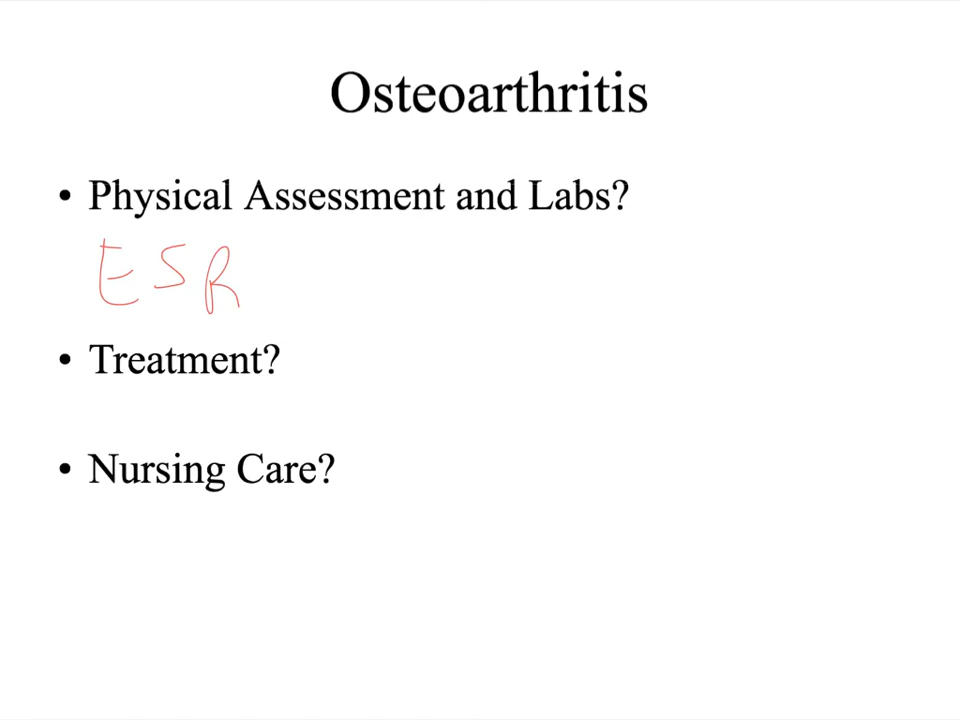 Osteoarthritis
• Physical Assessment and Labs?
ESR
• Treatment?
• Nursing Care?